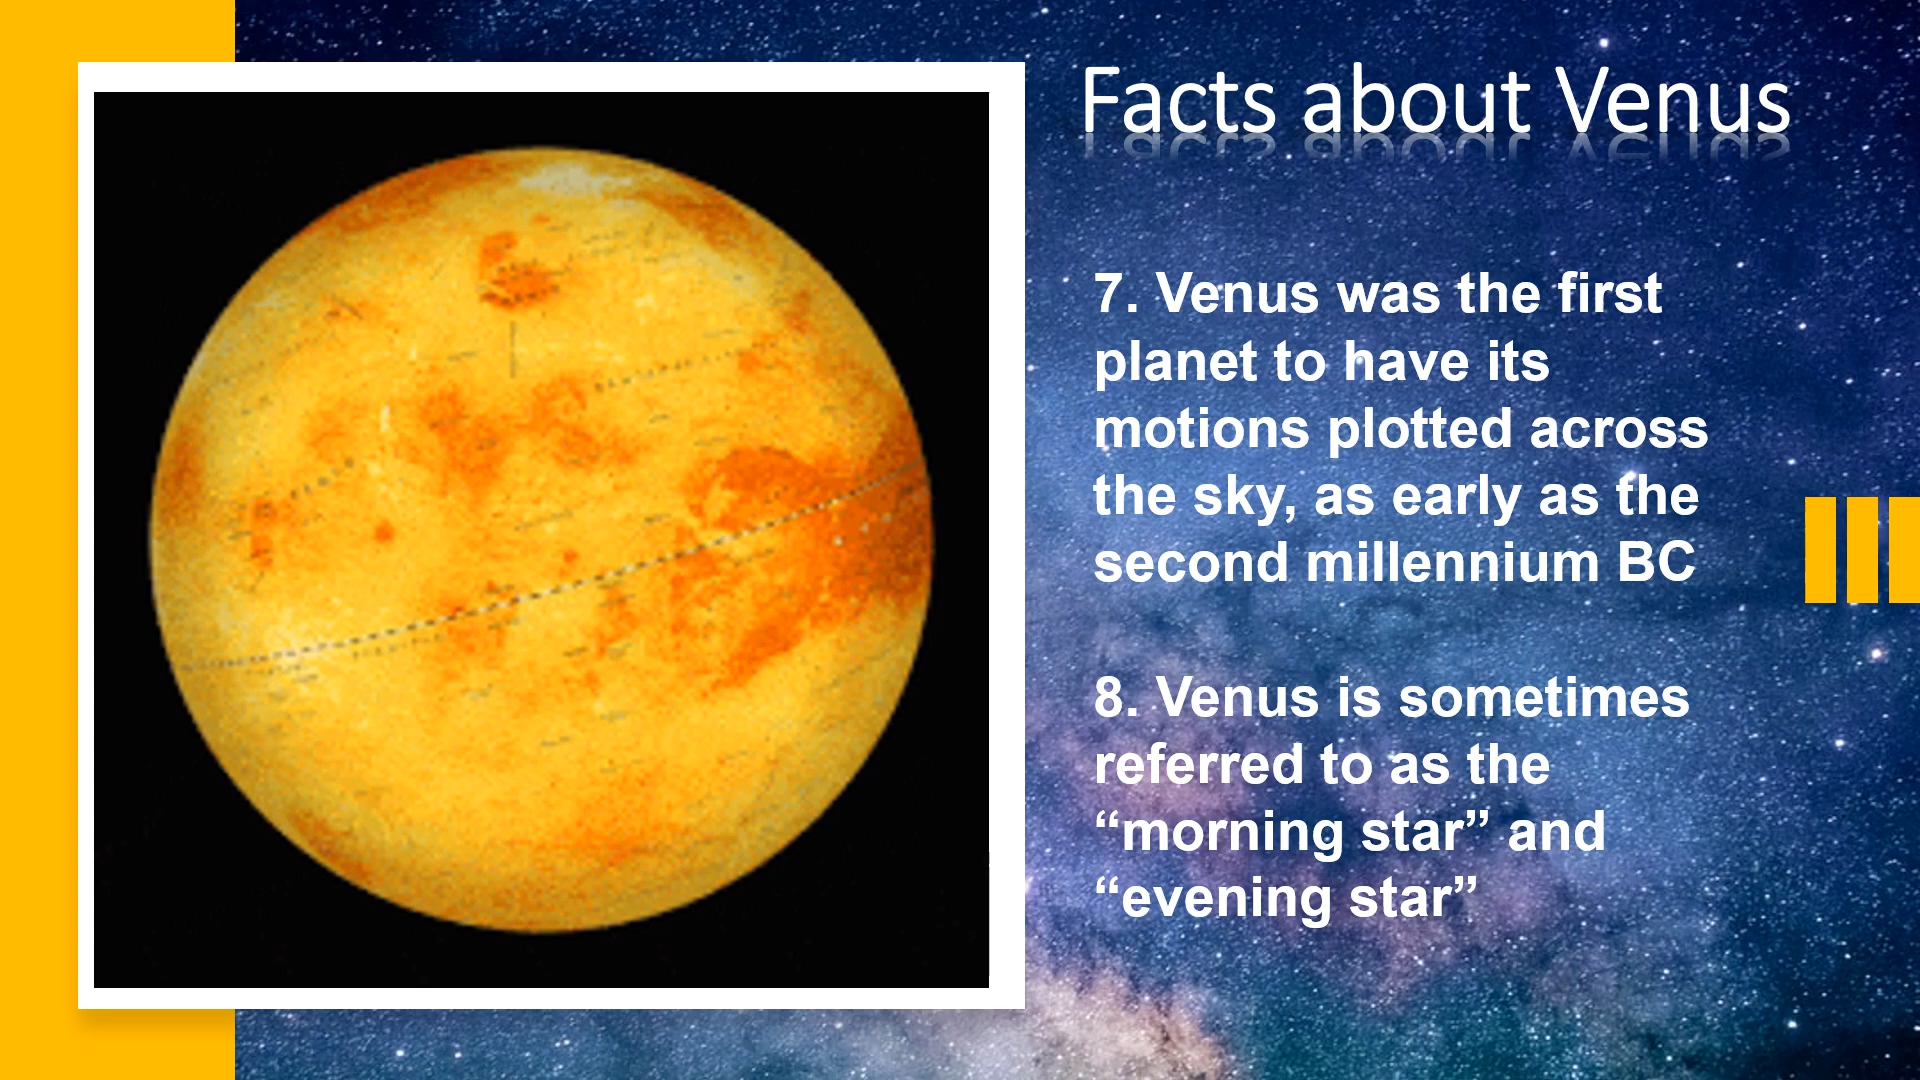 Facts about Venus
7. Venus was the first
planet to have its
motions plotted across
the sky, as early as the
second millennium BC
8. Venus is sometimes
referred to as the
“morning star” and
“evening star”